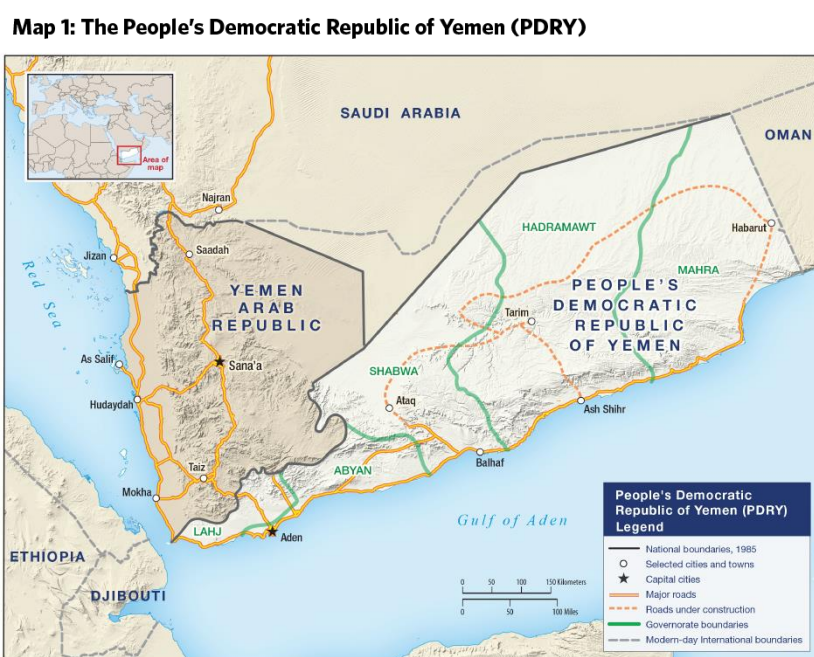 Map 1: The People's Democratic Republic of Yemen (PDRY)
Area of
map
SAUDI ARABIA
OMAN
Najran
Jizan
Saadah
HADRAMAWT
Habarut
MAHRA
Red Sea
YEMEN
ARAB
REPUBLIC
PEOPLE'S
DEMOCRATIC
REPUBLIC
OF YEMEN
Tarim
As Salif
Sana'a
SHABWA
Hudaydah
Ataq
Ash Shihr
Taiz
ABYAN
Balhaf
Mokha
LAHJ
Aden
Gulf of Aden
ETHIOPIA
DJIBOUTI
0 50 100 150 Kilometers
0 50 100 Miles
People's Democratic
Republic of Yemen (PDRY)
Legend
National boundaries, 1985
Selected cities and towns
Capital cities
Major roads
Roads under construction
Governorate boundaries
Modern-day International boundaries